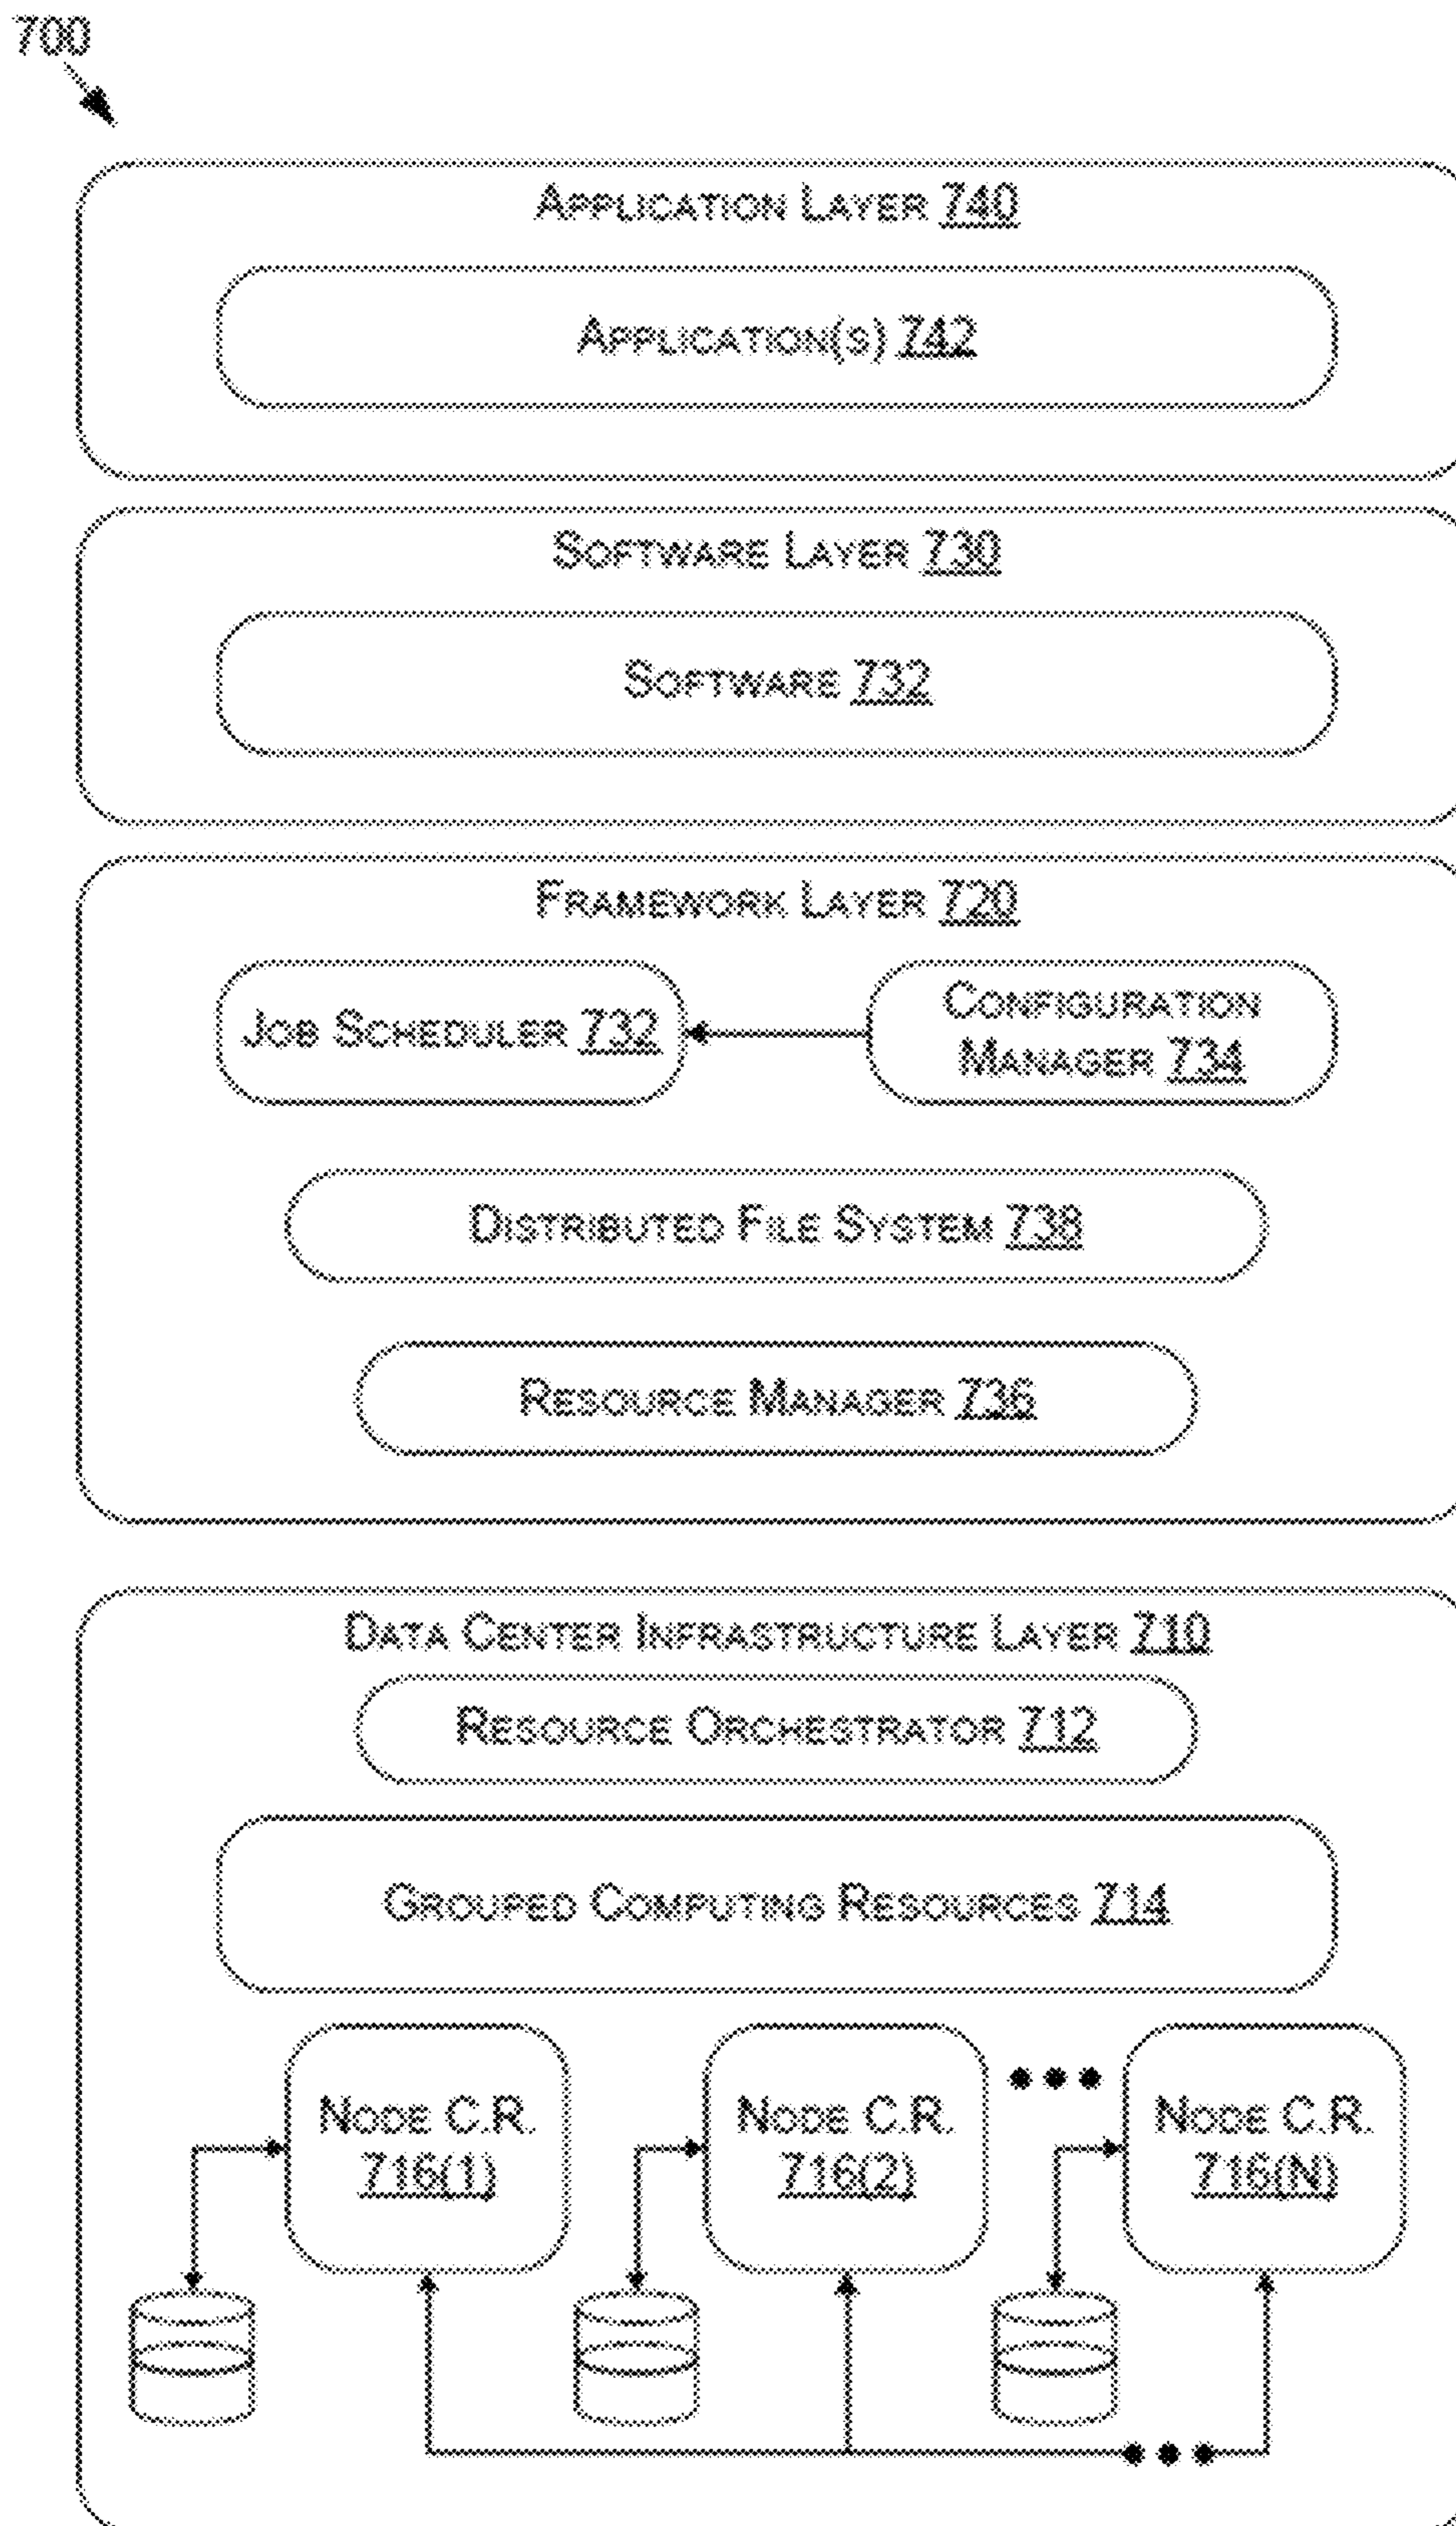 700
APPLICATION LAYER 740
APPLICATION(S) 742
SOFTWARE LAYER 730
SOFTWARE 732
FRAMEWORK LAYER 720
JOB SCHEDULER 732
CONFIGURATION
MANAGER 734
DISTRIBUTED FILE SYSTEM 738
RESOURCE MANAGER 736
DATA CENTER INFRASTRUCTURE LAYER 710
RESOURCE ORCHESTRATOR 712
GROUPED COMPUTING RESOURCES 714
NODE C.R.
716(1)
NODE C.R.
716(2)
NODE C.R.
716(N)